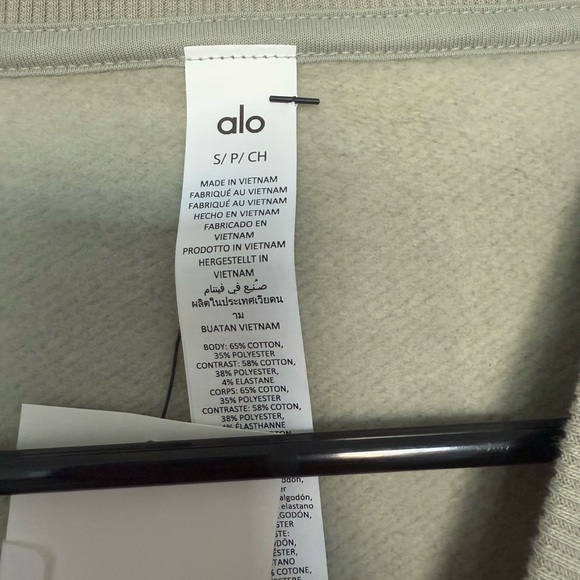 alo
S/ P/ CH
MADE IN VIETNAM
FABRIQUÉ AU VIETNAM
FABRIQUÉ AU VIETNAM
HECHO EN VIETNAM
FABRICADO EN
VIETNAM
PRODOTTO IN VIETNAM
HERGESTELLT IN
VIETNAM
صُنِع في فيتنام
ผลิตในประเทศเวียดน
าม
BUATAN VIETNAM
BODY: 65% COTTON,
35% POLYESTER
CONTRAST: 58% COTTON,
38% POLYESTER,
4% ELASTANE
CORPS: 65% COTON,
35% POLYESTER
CONTRASTE: 58% COTON,
38% POLYESTER,
ÉLASTHANNE
algodón,
elastano